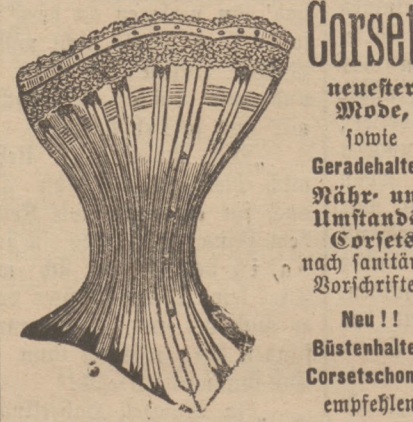 Corset
neuester
Mode,
sowie
Geradehalte
Nähr- un
Umstands
Corsets
nach sanitär
Vorschrifte
Neu!!
Büstenhalte
Corsetschon
empfehlen